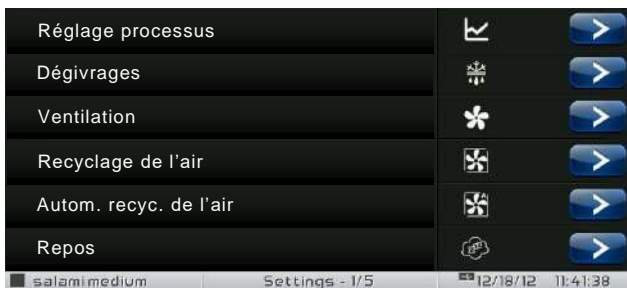 Réglage processus
Dégivrages
Ventilation
Recyclage de l'air
Autom. recyc. de l'air
Repos
salamimedium Settings - 1/5 12/18/12 11:41:38